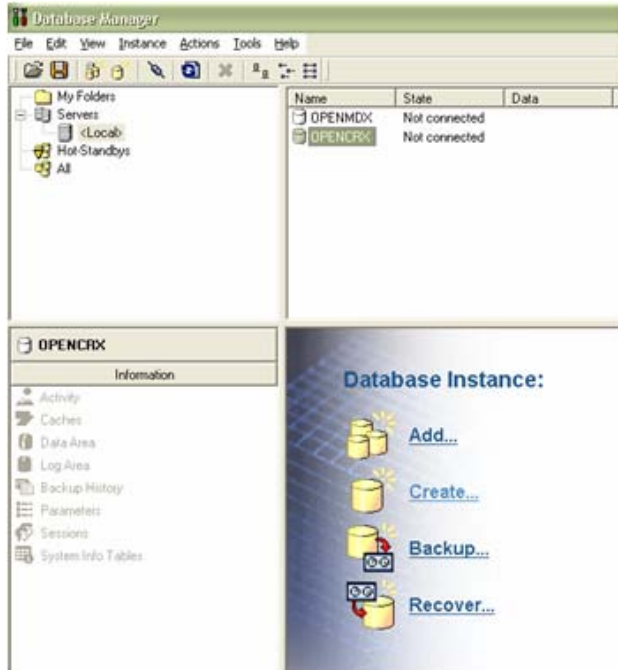 Database Manager
File Edit View Instance Actions Tools Help
My Folders
Servers
<Local>
Hot-Standbys
All
Name State Data
OPENMDX Not connected
OPENCRX Not connected
OPENCRX
Information
Activity
Caches
Data Area
Log Area
Backup History
Parameters
Sessions
System Info Tables
Database Instance:
Add...
Create...
Backup...
Recover...